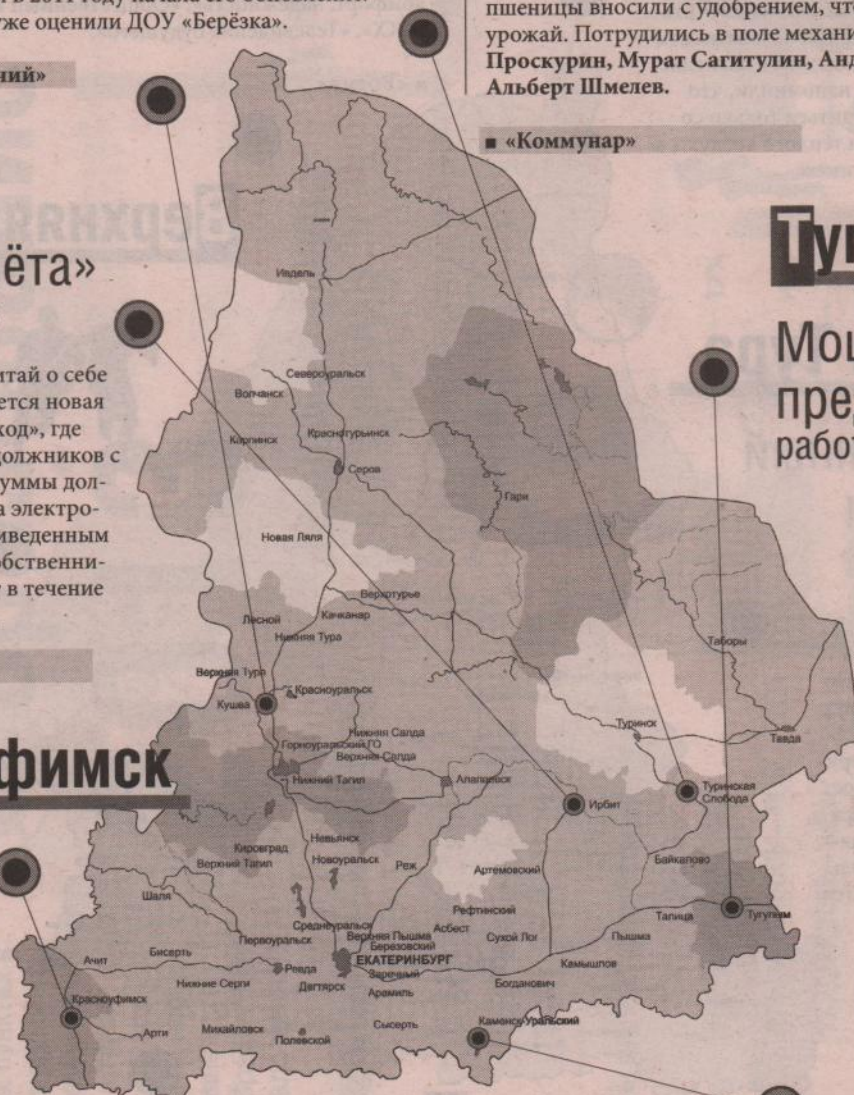 уже оценили ДОУ «Берёзка».
пшеницы вносили с удобрением, что
урожай. Потрудились в поле механи
Проскурин, Мурат Сагитулин, Анд
Альберт Шмелев.
ний»
■ «Коммунар»
ёта»
итай о себе
ется новая
ход», где
должников с
уммы дол-
а электро-
иведенным
обственни-
в течение
Туг
Мо
пре
работ
фимск
Ивдель
Североуральск
Волчанск
Карпинск
Краснотурьинск
Серов
Гари
Новая Ляля
Верхотурье
Лесной
Качканар
Нижняя Тура
Таборы
Верхняя Тура
Красноуральск
Кушва
Туринск
Тавда
Нижняя Салда
Горноуральский ГО
Верхняя Салда
Нижний Тагил
Алапаевск
Ирбит
Туринская
Слобода
Невьянск
Кировград
Верхний Тагил
Новоуральск
Реж
Артемовский
Байкалово
Шаля
Рефтинский
Асбест
Среднеуральск
Верхняя Пышма
Первоуральск
Березовский
Сухой Лог
Пышма
Талица
Тугулым
Ачит
Бисерть
ЕКАТЕРИНБУРГ
Ревда
Заречный
Камышлов
Нижние Серги
Дегтярск
Арамиль
Богданович
Красноуфимск
Арти
Михайловск
Полевской
Сысерть
Каменск-Уральский